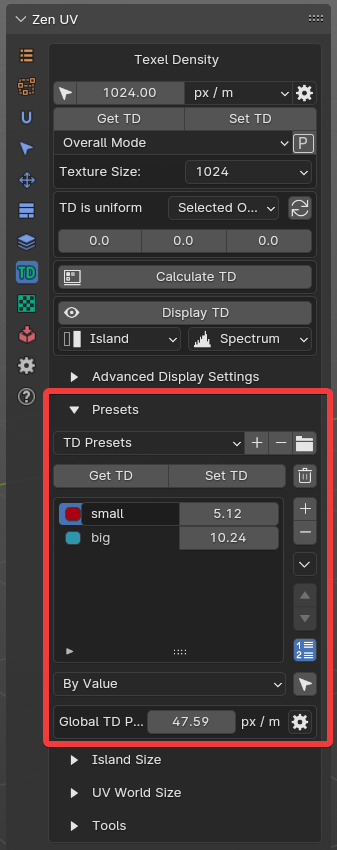 Zen UV
Texel Density
1024.00 px / m
Get TD Set TD
Overall Mode P
Texture Size: 1024
TD is uniform Selected O...
0.0 0.0 0.0
Calculate TD
Display TD
Island Spectrum
Advanced Display Settings
Presets
TD Presets
Get TD Set TD
small 5.12
big 10.24
By Value
Global TD P... 47.59 px / m
Island Size
UV World Size
Tools